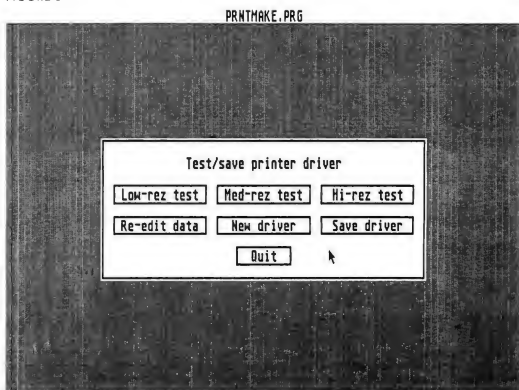 PRNTMAKE.PRG
Test/save printer driver
Low-rez test Med-rez test Hi-rez test
Re-edit data New driver Save driver
Quit